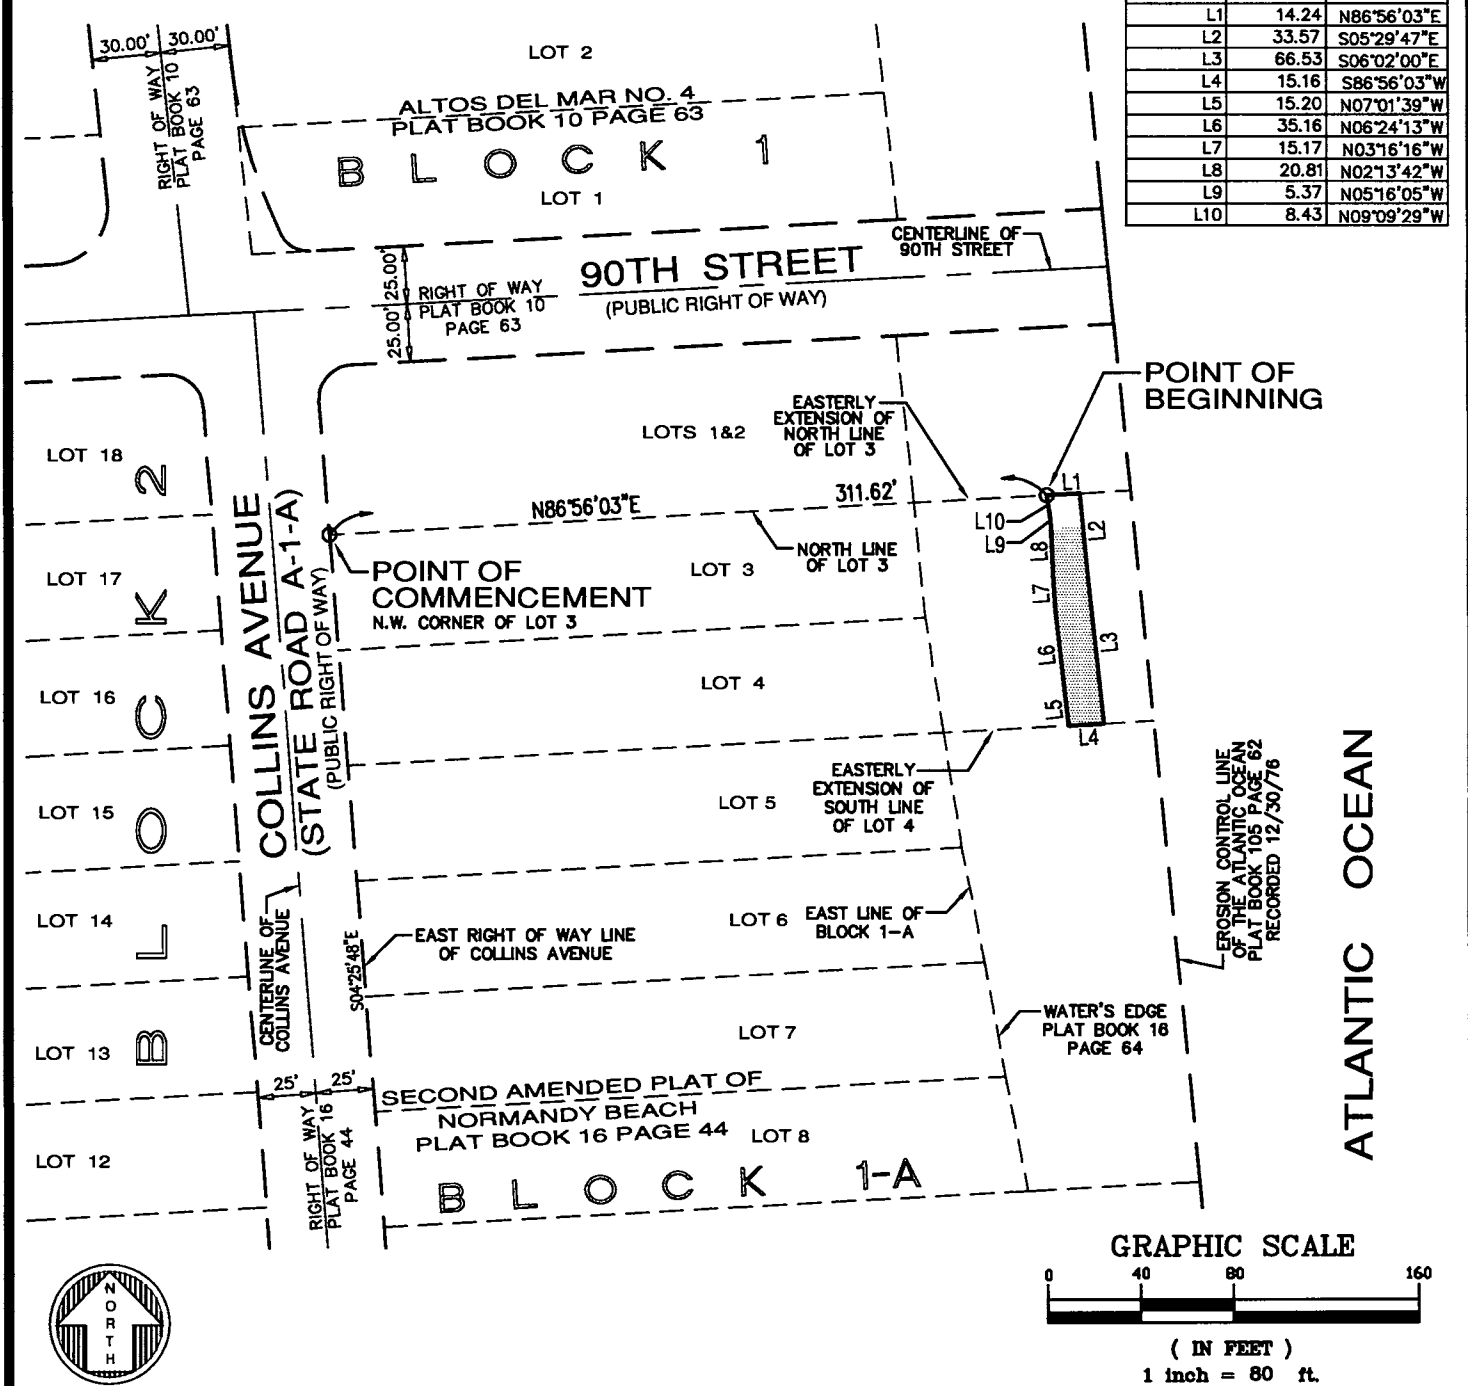 L1 14.24 N86°56'03"E
L2 33.57 S05°29'47"E
L3 66.53 S06°02'00"E
L4 15.16 S86°56'03"W
L5 15.20 N07°01'39"W
L6 35.16 N06°24'13"W
L7 15.17 N03°16'16"W
L8 20.81 N02°13'42"W
L9 5.37 N05°16'05"W
L10 8.43 N09°09'29"W
30.00' 30.00'
RIGHT OF WAY
PLAT BOOK 10
PAGE 63
LOT 2
ALTOS DEL MAR NO. 4
PLAT BOOK 10 PAGE 63
BLOCK 1
LOT 1
CENTERLINE OF
90TH STREET
90TH STREET
(PUBLIC RIGHT OF WAY)
25.00'
25.00'
RIGHT OF WAY
PLAT BOOK 10
PAGE 63
POINT OF
BEGINNING
EASTERLY
EXTENSION OF
NORTH LINE
OF LOT 3
LOTS 1&2
N86°56'03"E
311.62'
L1
L10
L9
L2
L8
L7
L3
L6
L5
L4
NORTH LINE
OF LOT 3
LOT 3
POINT OF
COMMENCEMENT
N.W. CORNER OF LOT 3
LOT 18
LOT 17
LOT 16
LOT 15
LOT 14
LOT 13
LOT 12
BLOCK 2
COLLINS AVENUE
(STATE ROAD A-1-A)
(PUBLIC RIGHT OF WAY)
LOT 4
EASTERLY
EXTENSION OF
SOUTH LINE
OF LOT 4
LOT 5
LOT 6
EAST LINE OF
BLOCK 1-A
CENTERLINE OF
COLLINS AVENUE
S04°25'48"E
EAST RIGHT OF WAY LINE
OF COLLINS AVENUE
LOT 7
WATER'S EDGE
PLAT BOOK 16
PAGE 64
EROSION CONTROL LINE
OF THE ATLANTIC OCEAN
PLAT BOOK 105 PAGE 62
RECORDED 12/30/76
ATLANTIC OCEAN
25' 25'
RIGHT OF WAY
PLAT BOOK 16
PAGE 44
SECOND AMENDED PLAT OF
NORMANDY BEACH
PLAT BOOK 16 PAGE 44
LOT 8
BLOCK 1-A
NORTH
GRAPHIC SCALE
0 40 80 160
( IN FEET )
1 inch = 80 ft.